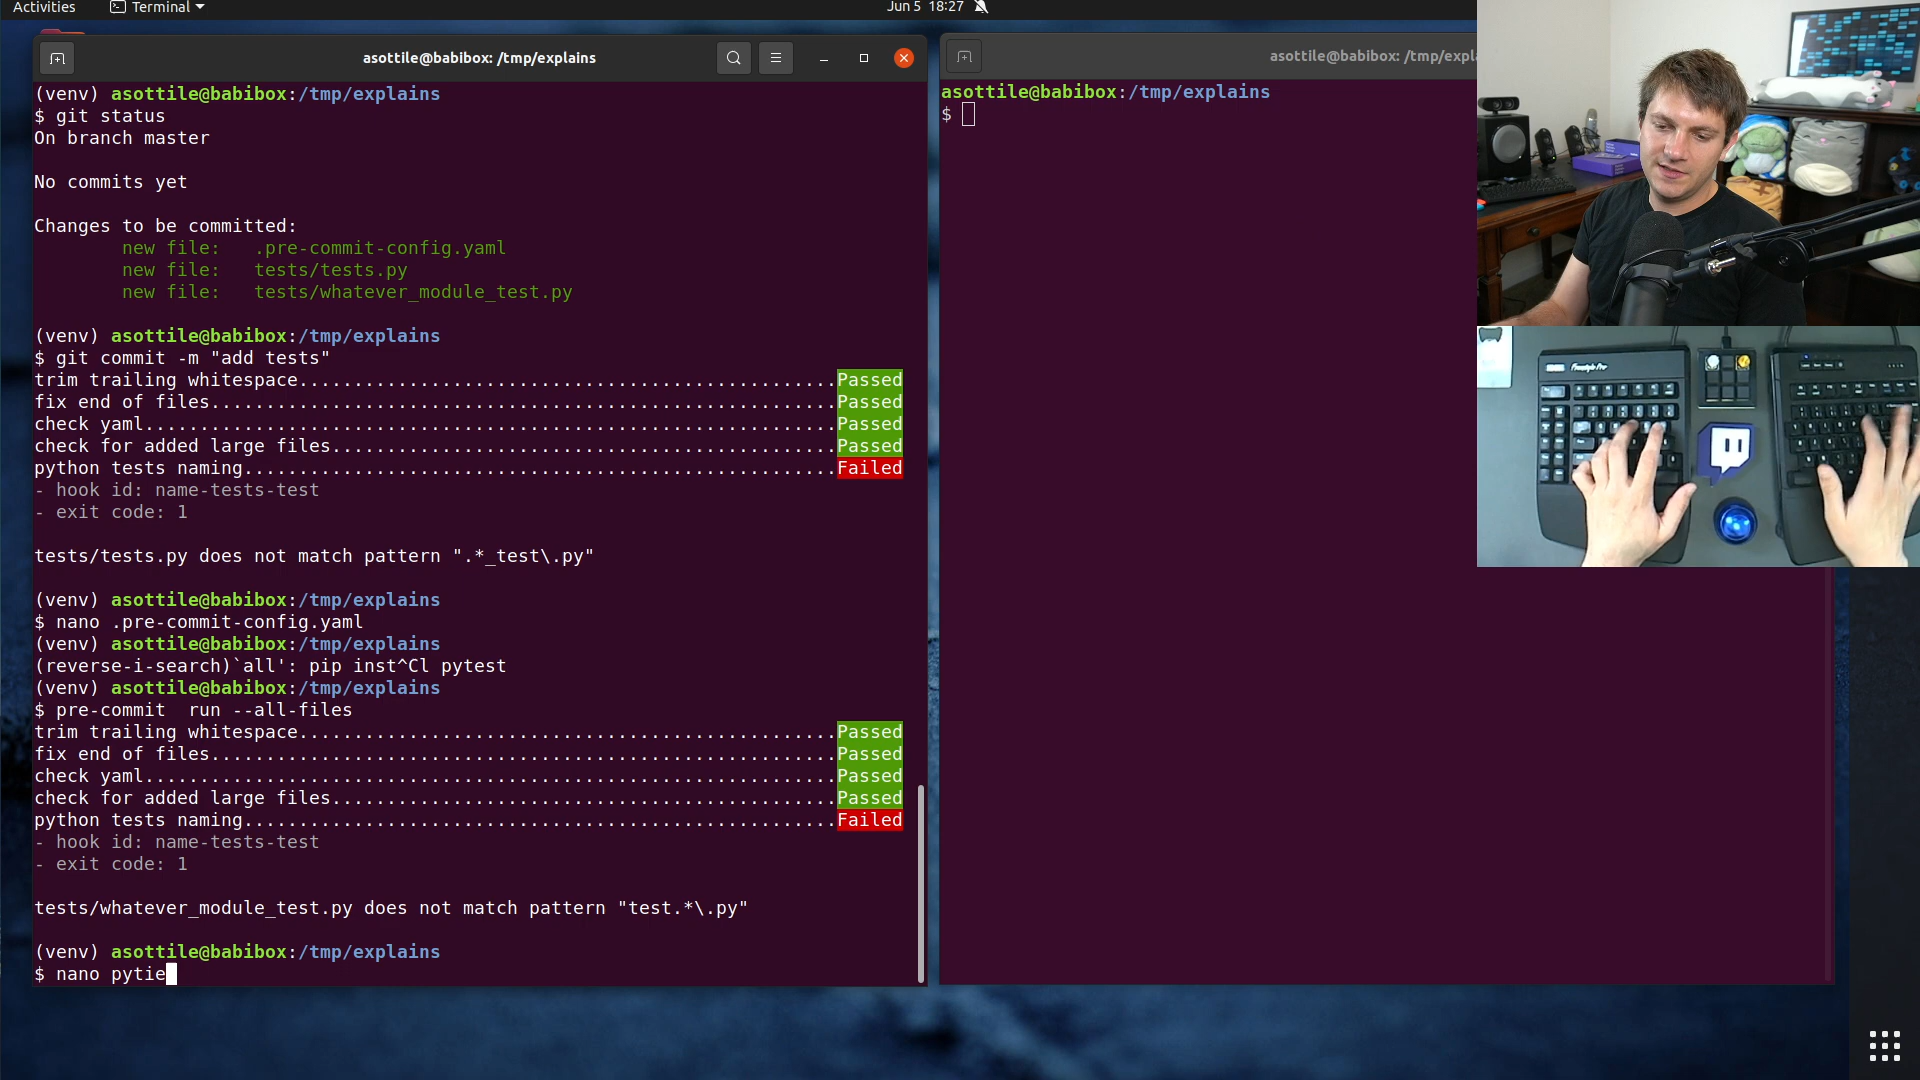 Activities
Terminal
Jun 5 18:27
asottile@babibox: /tmp/explains
(venv) asottile@babibox:/tmp/explains
$ git status
On branch master
No commits yet
Changes to be committed:
new file: .pre-commit-config.yaml
new file: tests/tests.py
new file: tests/whatever_module_test.py
(venv) asottile@babibox:/tmp/explains
$ git commit -m "add tests"
trim trailing whitespace.................................................Passed
fix end of files.........................................................Passed
check yaml...............................................................Passed
check for added large files..............................................Passed
python tests naming......................................................Failed
- hook id: name-tests-test
- exit code: 1
tests/tests.py does not match pattern ".*_test\.py"
(venv) asottile@babibox:/tmp/explains
$ nano .pre-commit-config.yaml
(venv) asottile@babibox:/tmp/explains
(reverse-i-search)`all': pip inst^Cl pytest
(venv) asottile@babibox:/tmp/explains
$ pre-commit  run --all-files
trim trailing whitespace.................................................Passed
fix end of files.........................................................Passed
check yaml...............................................................Passed
check for added large files..............................................Passed
python tests naming......................................................Failed
- hook id: name-tests-test
- exit code: 1
tests/whatever_module_test.py does not match pattern "test.*\.py"
(venv) asottile@babibox:/tmp/explains
$ nano pytie
asottile@babibox: /tmp/expla
asottile@babibox:/tmp/explains
$
Freestyle Pro